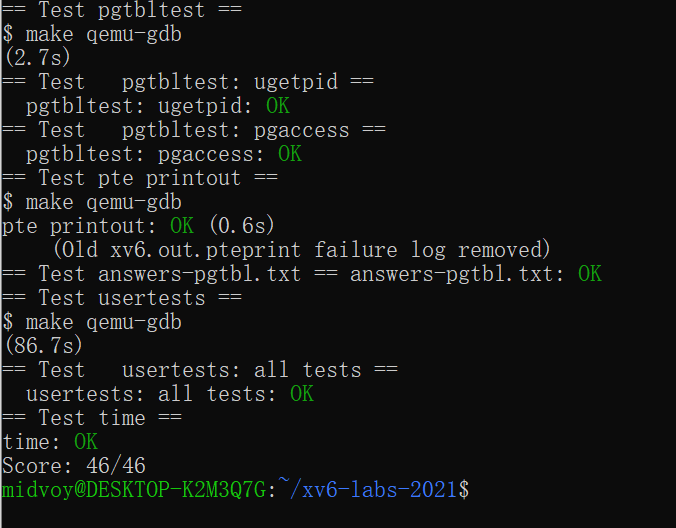 == Test pgtbltest ==
$ make qemu-gdb
(2.7s)
== Test   pgtbltest: ugetpid ==
  pgtbltest: ugetpid: OK
== Test   pgtbltest: pgaccess ==
  pgtbltest: pgaccess: OK
== Test pte printout ==
$ make qemu-gdb
pte printout: OK (0.6s)
    (Old xv6.out.pteprint failure log removed)
== Test answers-pgtbl.txt == answers-pgtbl.txt: OK
== Test usertests ==
$ make qemu-gdb
(86.7s)
== Test   usertests: all tests ==
  usertests: all tests: OK
== Test time ==
time: OK
Score: 46/46
midvoy@DESKTOP-K2M3Q7G:~/xv6-labs-2021$